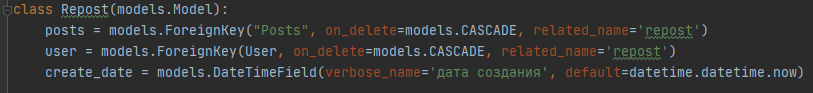 class Repost(models.Model):
    posts = models.ForeignKey("Posts", on_delete=models.CASCADE, related_name='repost')
    user = models.ForeignKey(User, on_delete=models.CASCADE, related_name='repost')
    create_date = models.DateTimeField(verbose_name='дата создания', default=datetime.datetime.now)